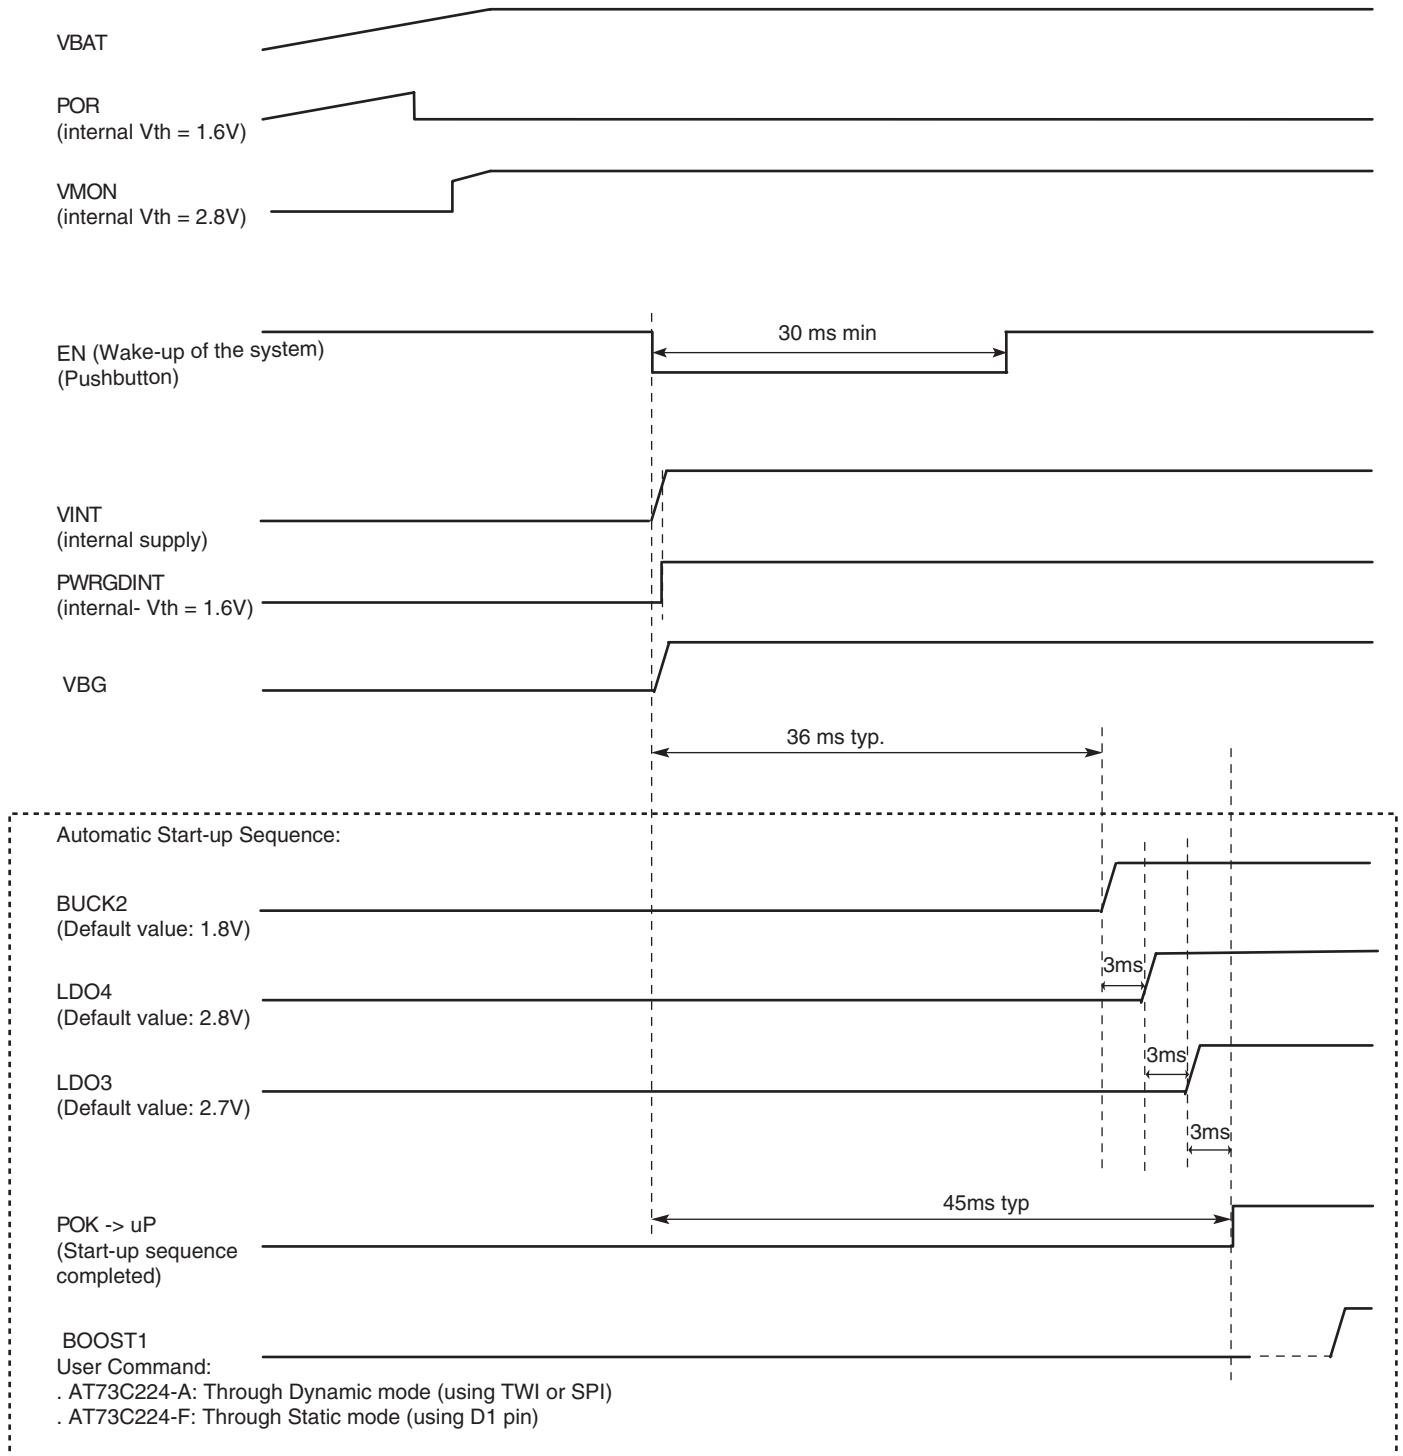 VBAT
POR
(internal Vth = 1.6V)
VMON
(internal Vth = 2.8V)
30 ms min
EN (Wake-up of the system)
(Pushbutton)
VINT
(internal supply)
PWRGDINT
(internal- Vth = 1.6V)
VBG
36 ms typ.
Automatic Start-up Sequence:
BUCK2
(Default value: 1.8V)
3ms
LDO4
(Default value: 2.8V)
3ms
LDO3
(Default value: 2.7V)
3ms
45ms typ
POK -> uP
(Start-up sequence
completed)
BOOST1
User Command:
. AT73C224-A: Through Dynamic mode (using TWI or SPI)
. AT73C224-F: Through Static mode (using D1 pin)